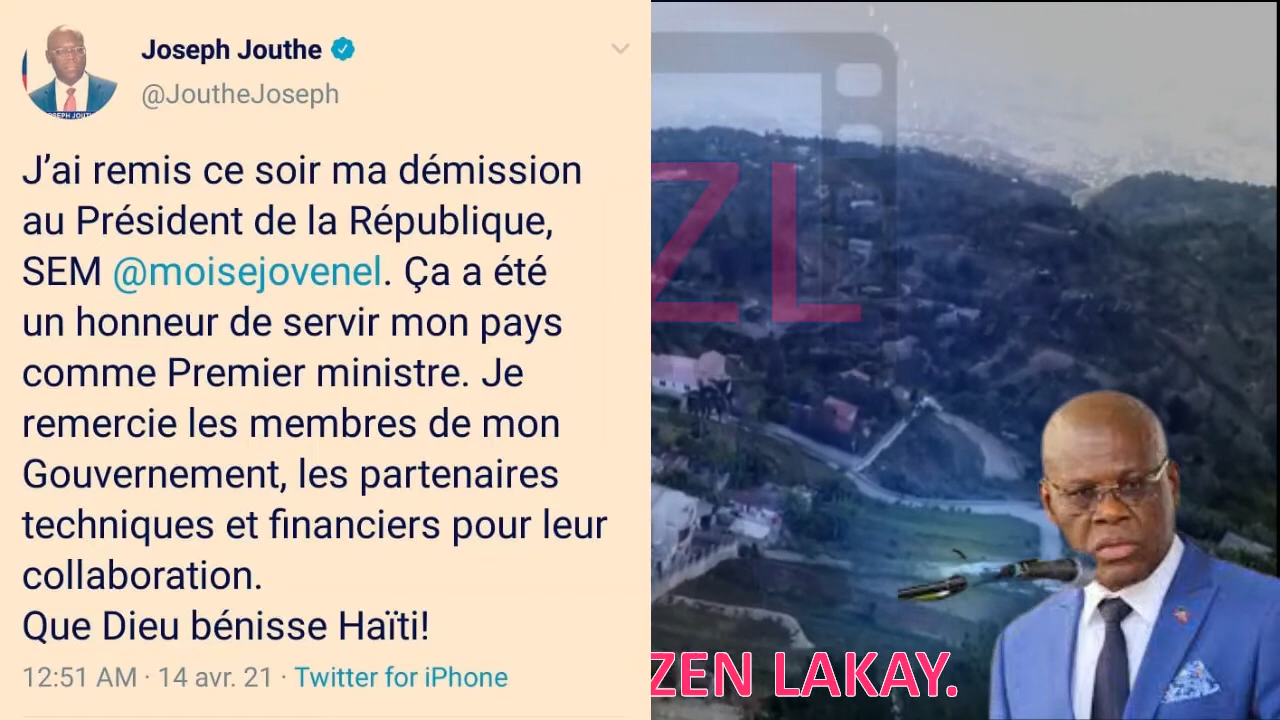 Joseph Jouthe
@JoutheJoseph
J'ai remis ce soir ma démission
au Président de la République,
SEM @moisejovenel. Ça a été
un honneur de servir mon pays
comme Premier ministre. Je
remercie les membres de mon
Gouvernement, les partenaires
techniques et financiers pour leur
collaboration.
Que Dieu bénisse Haïti!
12:51 AM · 14 avr. 21 · Twitter for iPhone
ZL
ZEN LAKAY.